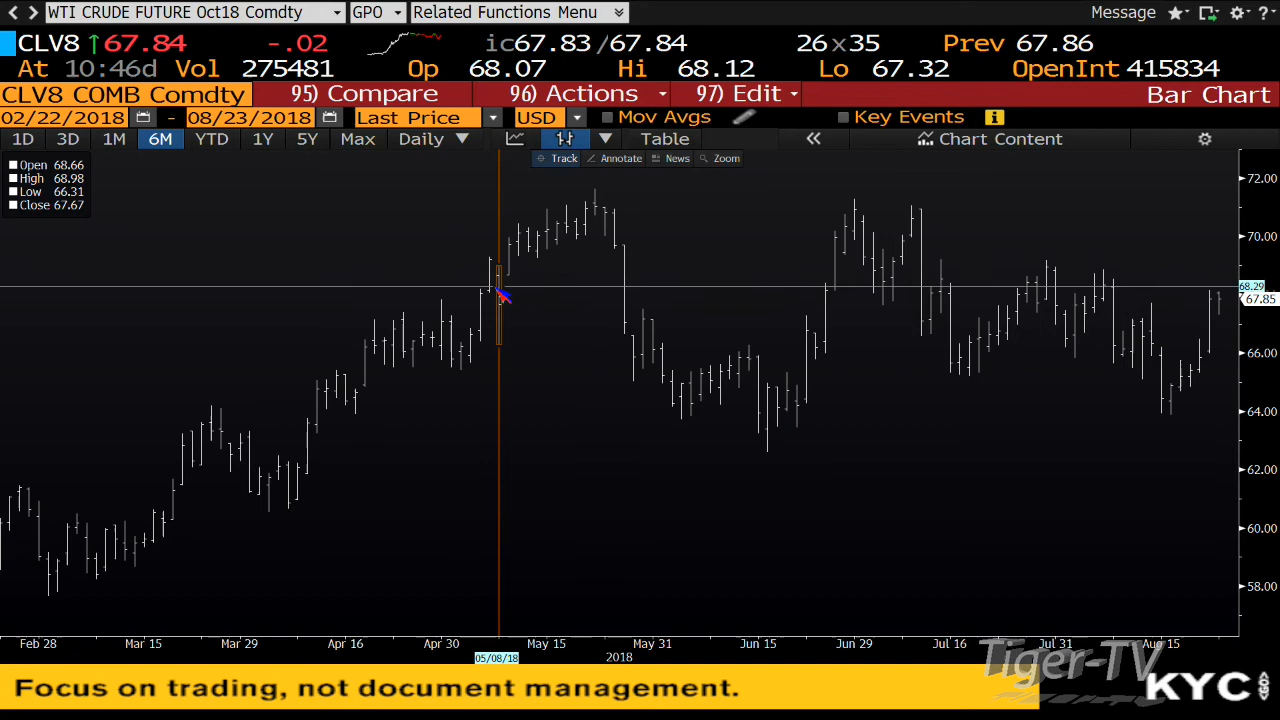 WTI CRUDE FUTURE Oct18 Comdty GPO Related Functions Menu Message
CLV8 67.84 -.02 ic67.83/67.84 26x35 Prev 67.86
At 10:46d Vol 275481 Op 68.07 Hi 68.12 Lo 67.32 OpenInt 415834
CLV8 COMB Comdty 95) Compare 96) Actions 97) Edit Bar Chart
02/22/2018 - 08/23/2018 Last Price USD Mov Avgs Key Events
1D 3D 1M 6M YTD 1Y 5Y Max Daily Table Chart Content
Track Annotate News Zoom
Open 68.66
High 68.98
Low 66.31
Close 67.67
72.00
70.00
68.29
67.85
66.00
64.00
62.00
60.00
58.00
Feb 28 Mar 15 Mar 29 Apr 16 Apr 30 May 15 May 31 Jun 15 Jun 29 Jul 16 Jul 31 Aug 15
05/08/18 2018
Tiger-TV
Focus on trading, not document management.
KYC GO&GO